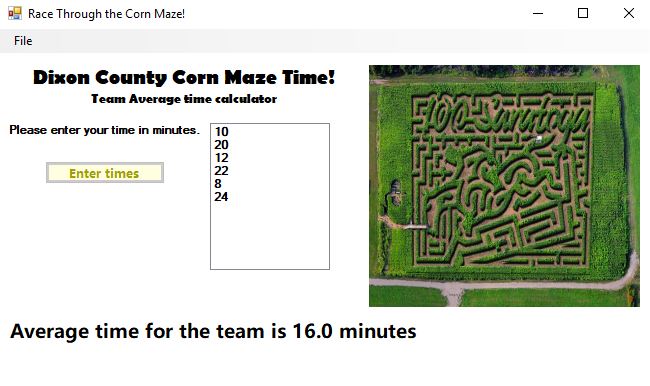 Race Through the Corn Maze!
File
Dixon County Corn Maze Time!
Team Average time calculator
Please enter your time in minutes.
Enter times
10
20
12
22
8
24
Average time for the team is 16.0 minutes